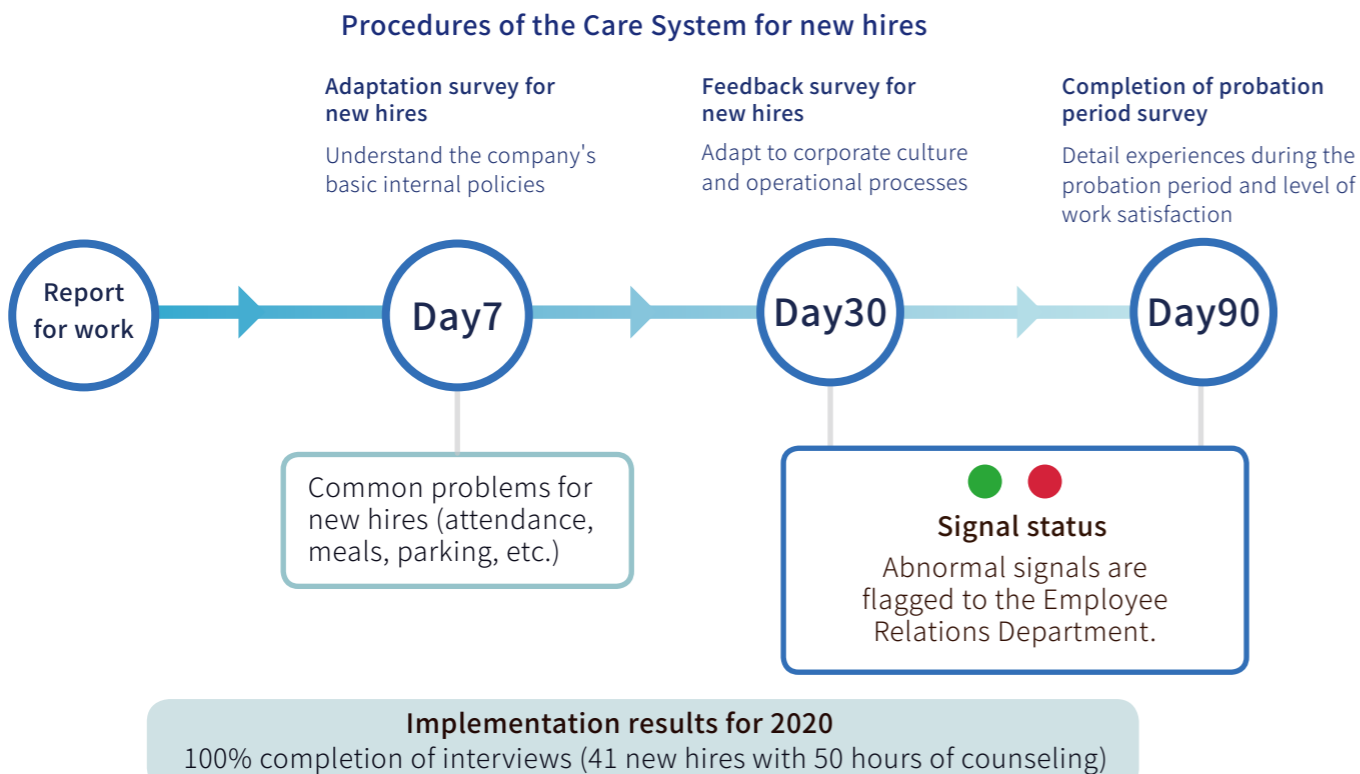 Procedures of the Care System for new hires
Adaptation survey for
new hires
Understand the company's
basic internal policies
Feedback survey for
new hires
Adapt to corporate culture
and operational processes
Completion of probation
period survey
Detail experiences during the
probation period and level of
work satisfaction
Report
for work
Day7
Day30
Day90
Common problems for
new hires (attendance,
meals, parking, etc.)
Signal status
Abnormal signals are
flagged to the Employee
Relations Department.
Implementation results for 2020
100% completion of interviews (41 new hires with 50 hours of counseling)